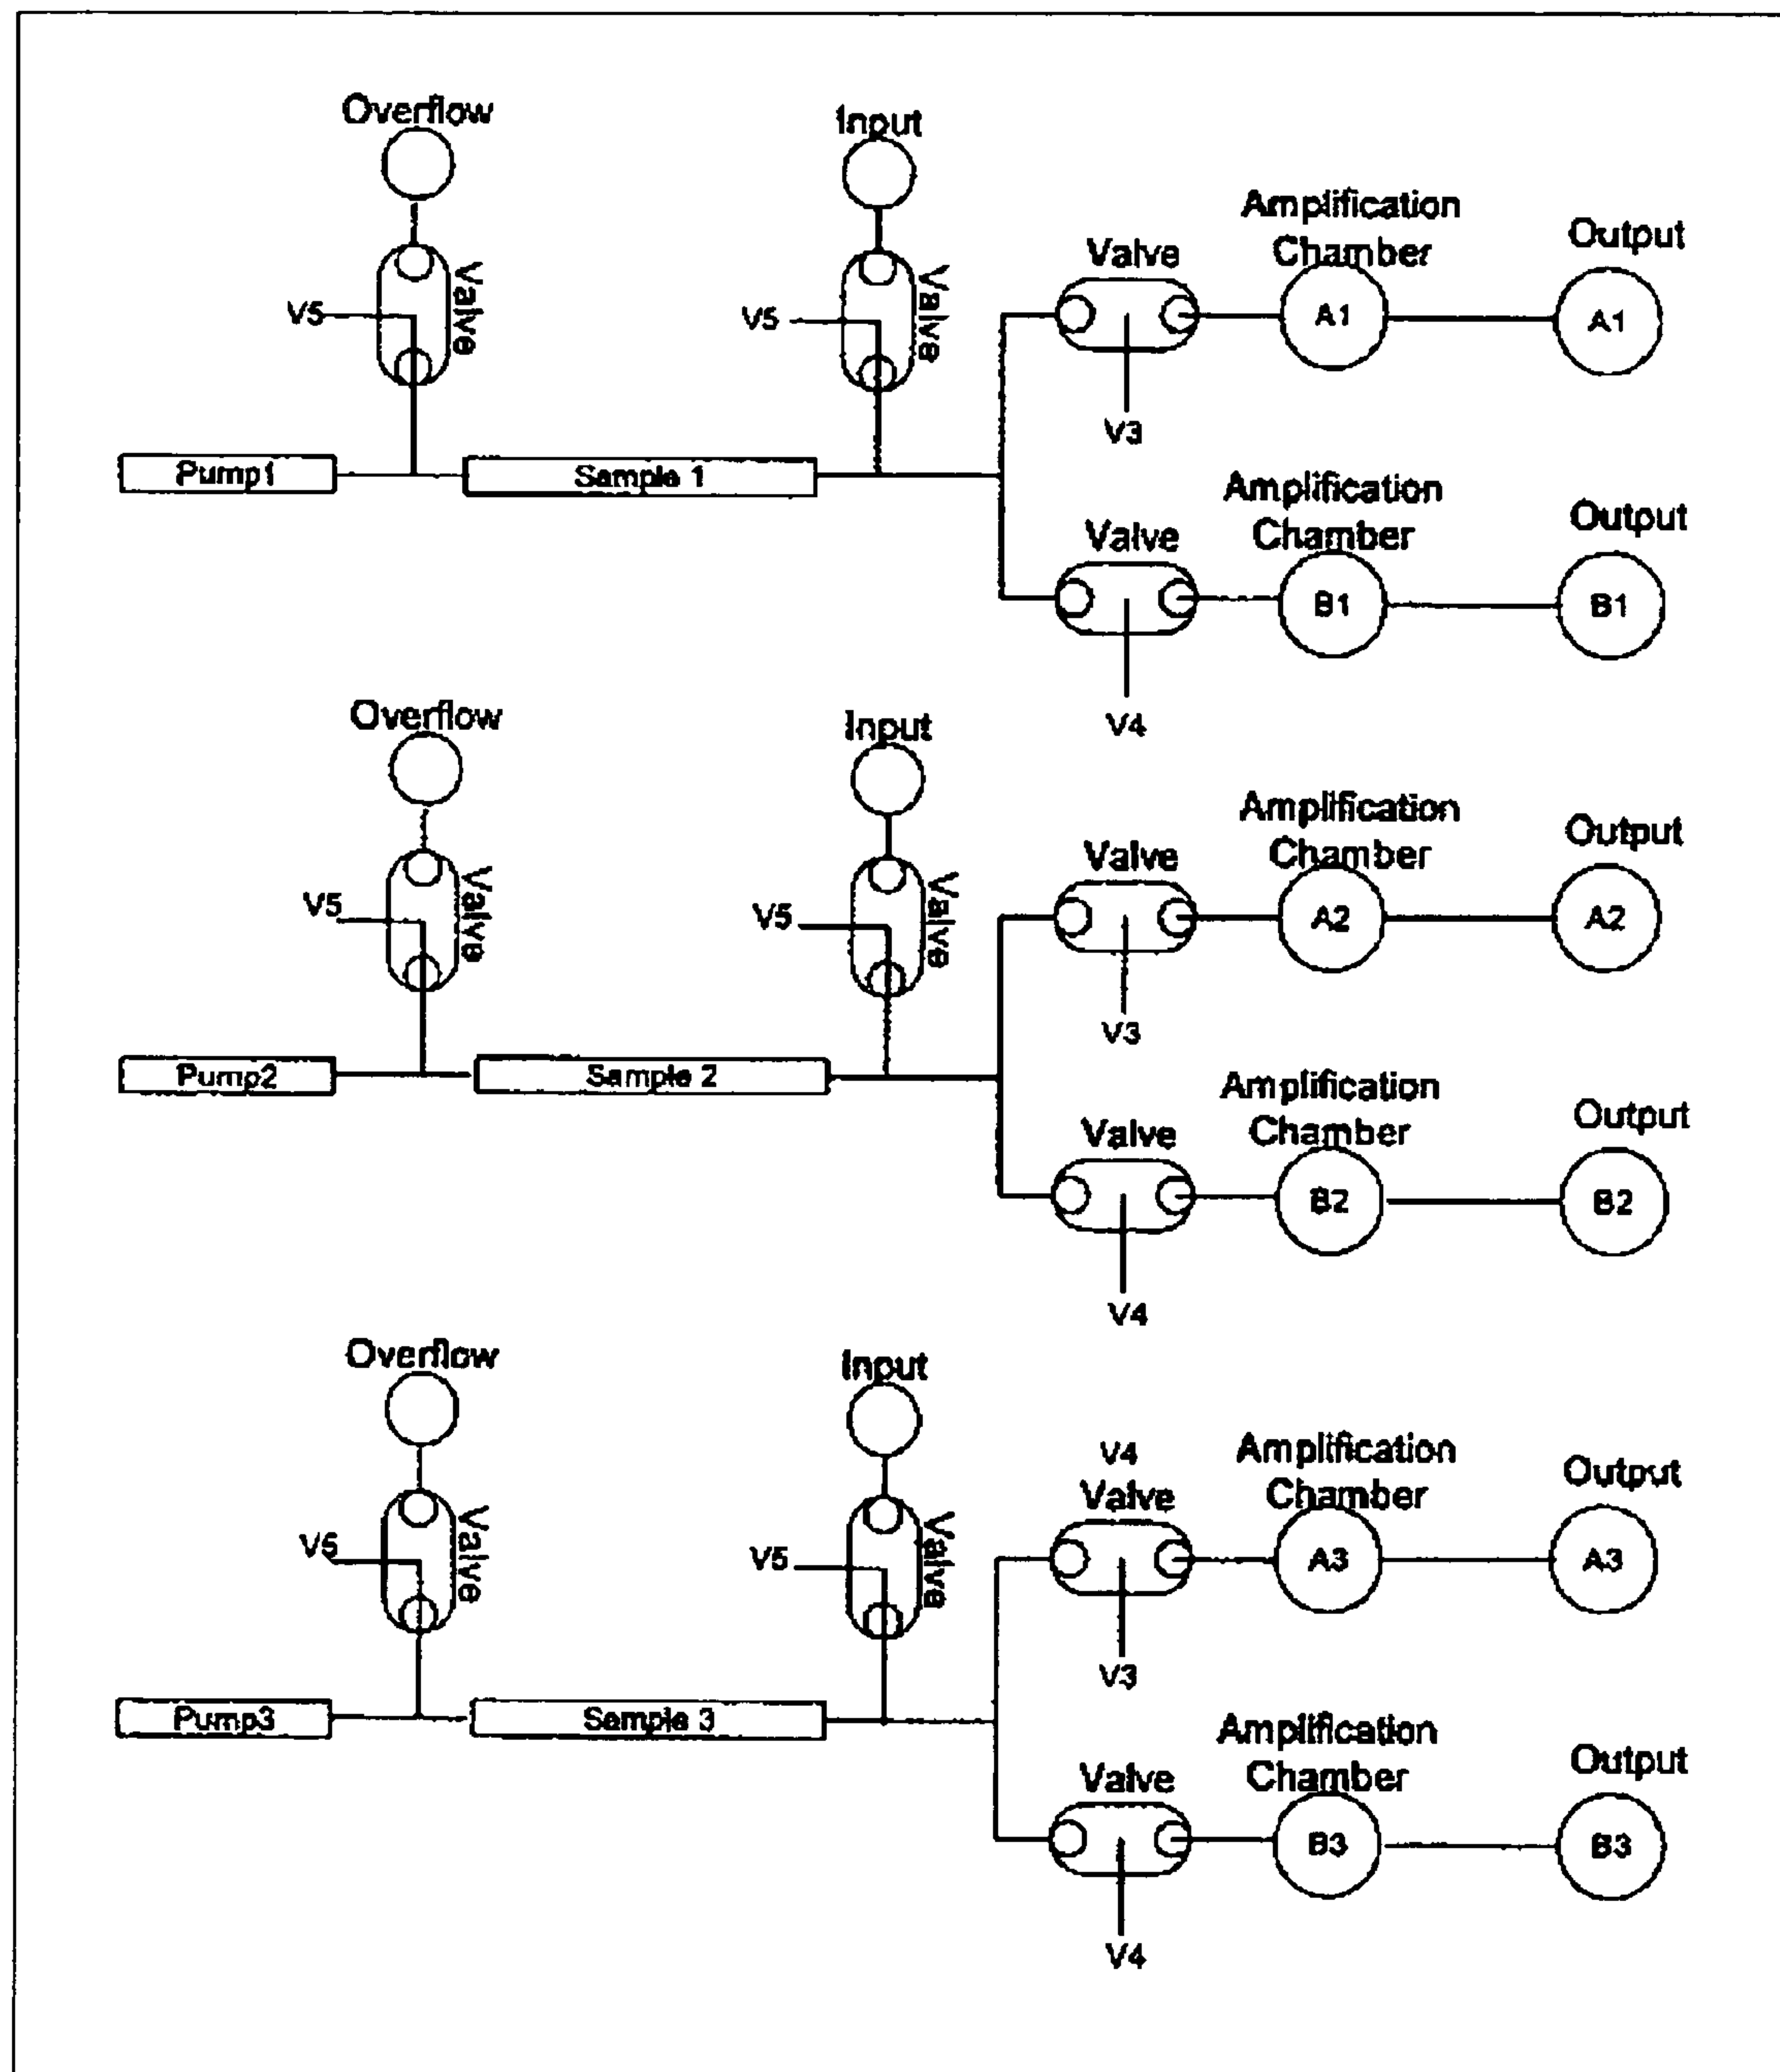 Overflow
Input
Amplification
Chamber
Output
Valve
Valve
Valve
V5
V5
A1
A1
V3
Pump1
Sample 1
Amplification
Chamber
Output
Valve
B1
B1
V4
Overflow
Input
Amplification
Chamber
Output
Valve
Valve
Valve
V5
V5
A2
A2
V3
Pump2
Sample 2
Amplification
Chamber
Output
Valve
B2
B2
V4
Overflow
Input
V4
Amplification
Chamber
Output
Valve
Valve
Valve
V5
V5
A3
A3
V3
Pump3
Sample 3
Amplification
Chamber
Output
Valve
B3
B3
V4